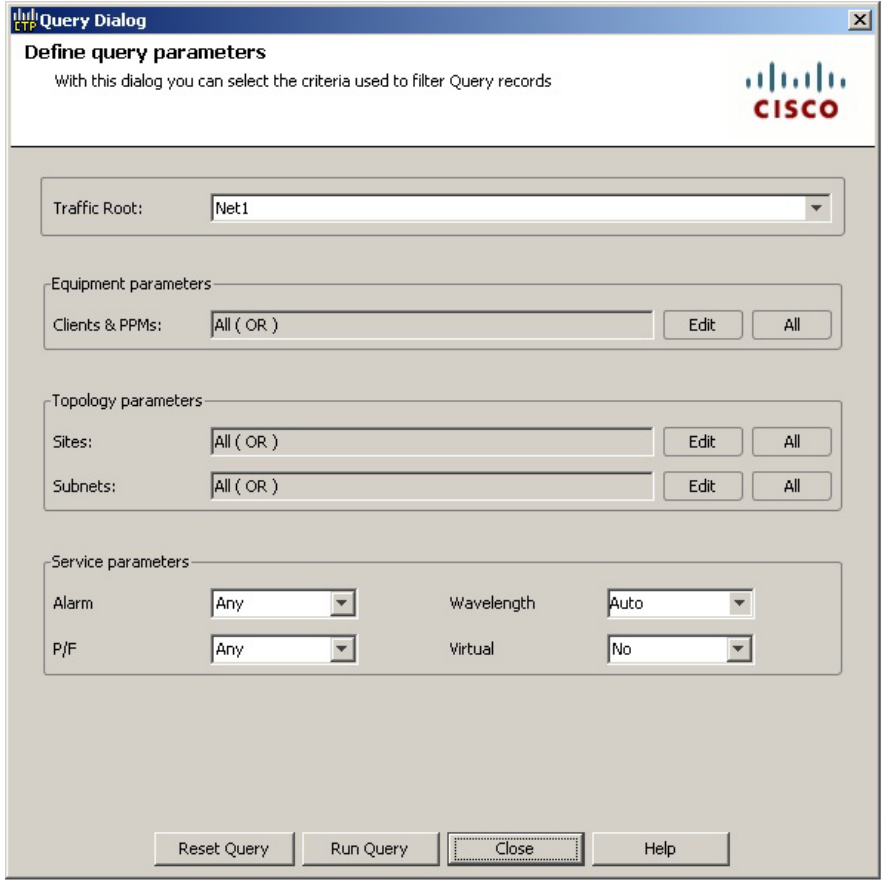 CTP Query Dialog
Define query parameters
With this dialog you can select the criteria used to filter Query records
CISCO
Traffic Root: Net1
Equipment parameters
Clients & PPMs: All ( OR ) Edit All
Topology parameters
Sites: All ( OR ) Edit All
Subnets: All ( OR ) Edit All
Service parameters
Alarm Any Wavelength Auto
P/F Any Virtual No
Reset Query Run Query Close Help